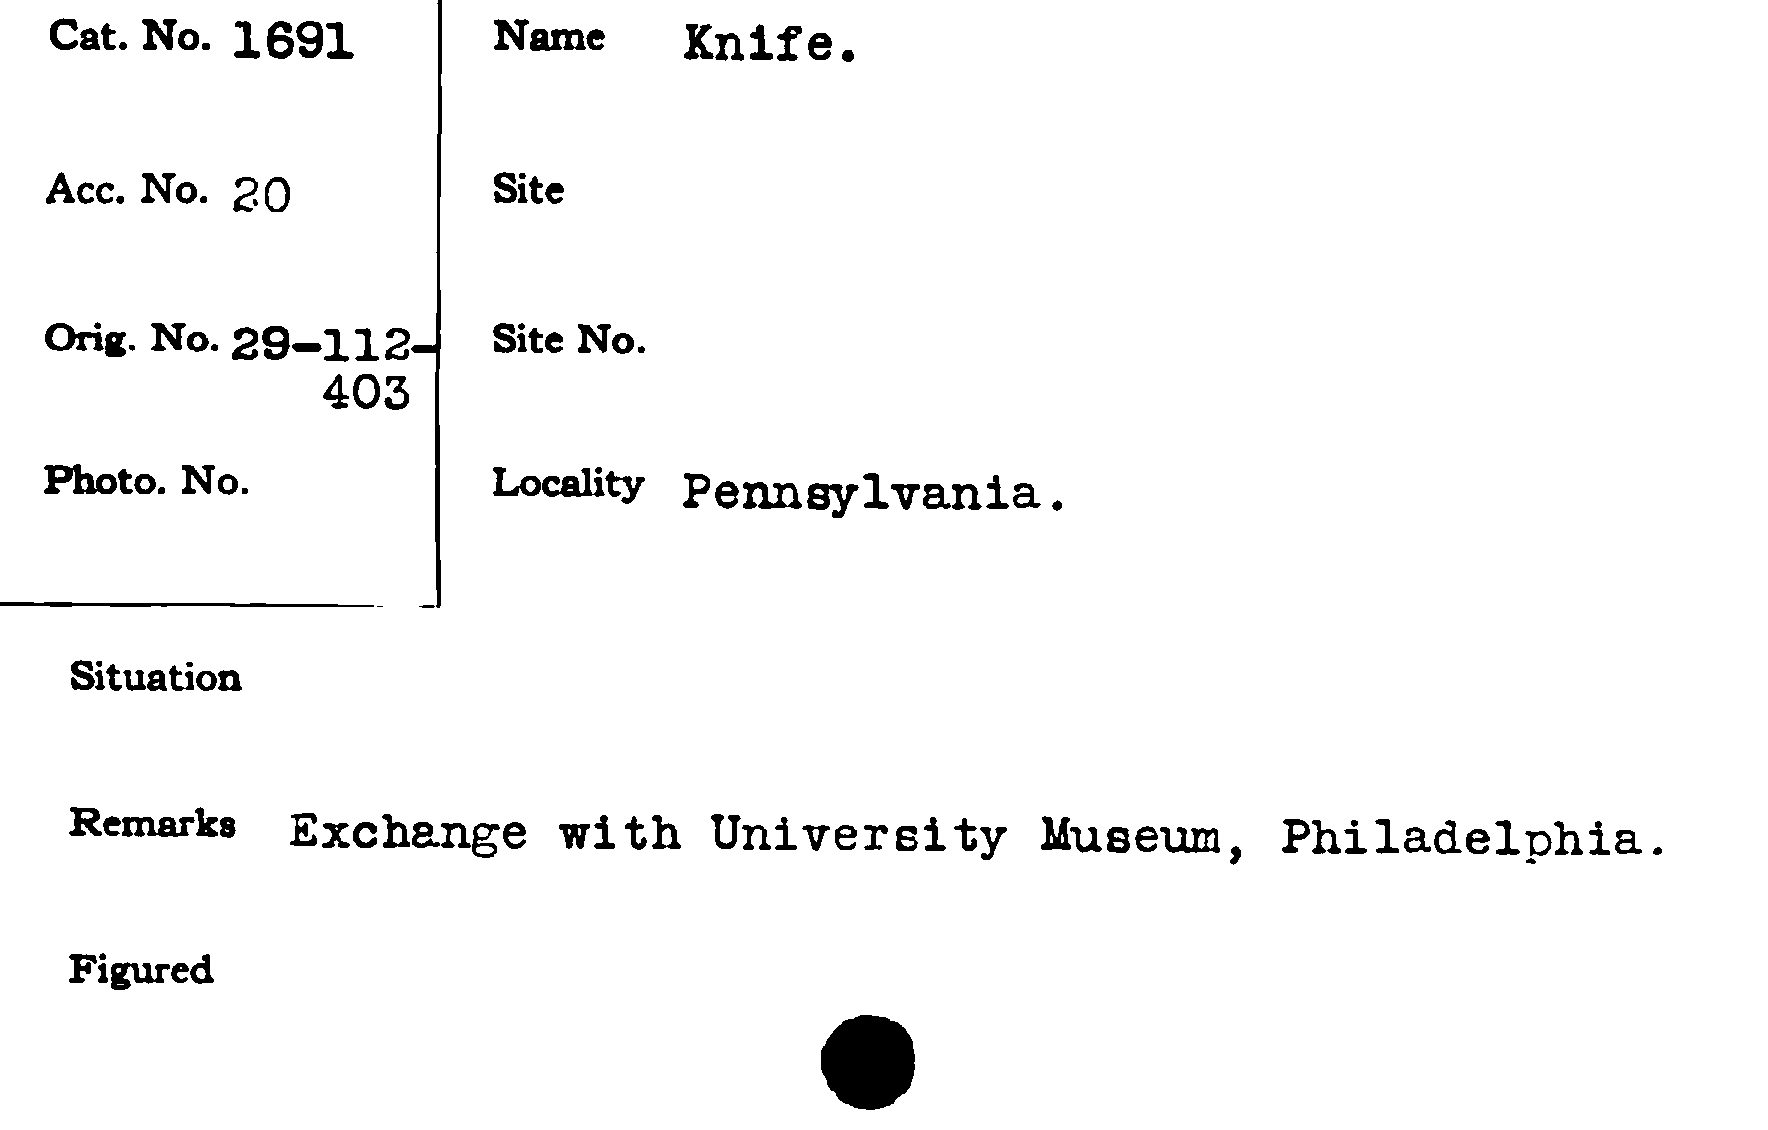 Cat. No. 1691
Acc. No. 20
Orig. No. 29-112-
403
Photo. No.
Name Knife.
Site
Site No.
Locality Pennsylvania.
Situation
Remarks Exchange with University Museum, Philadelphia.
Figured